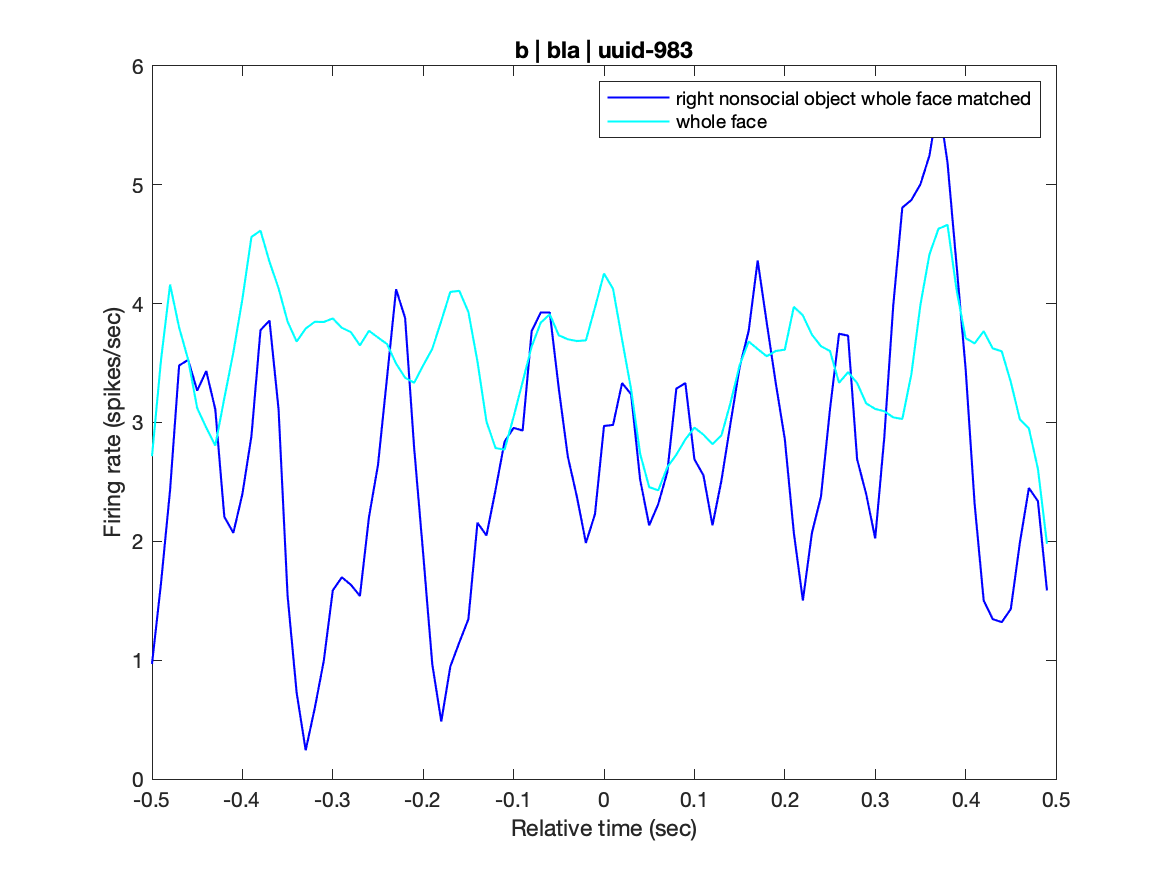 b | bla | uuid-983
right nonsocial object whole face matched
whole face
Firing rate (spikes/sec)
6
5
4
3
2
1
0
-0.5 -0.4 -0.3 -0.2 -0.1 0 0.1 0.2 0.3 0.4 0.5
Relative time (sec)